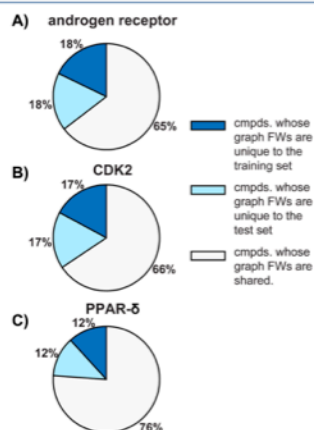 A) androgen receptor
18%
18%
65%
cmpds. whose
graph FWs are
unique to the
training set
B) CDK2
17%
17%
66%
cmpds. whose
graph FWs are
unique to the
test set
cmpds. whose
graph FWs are
shared.
C) PPAR-δ
12%
12%
76%